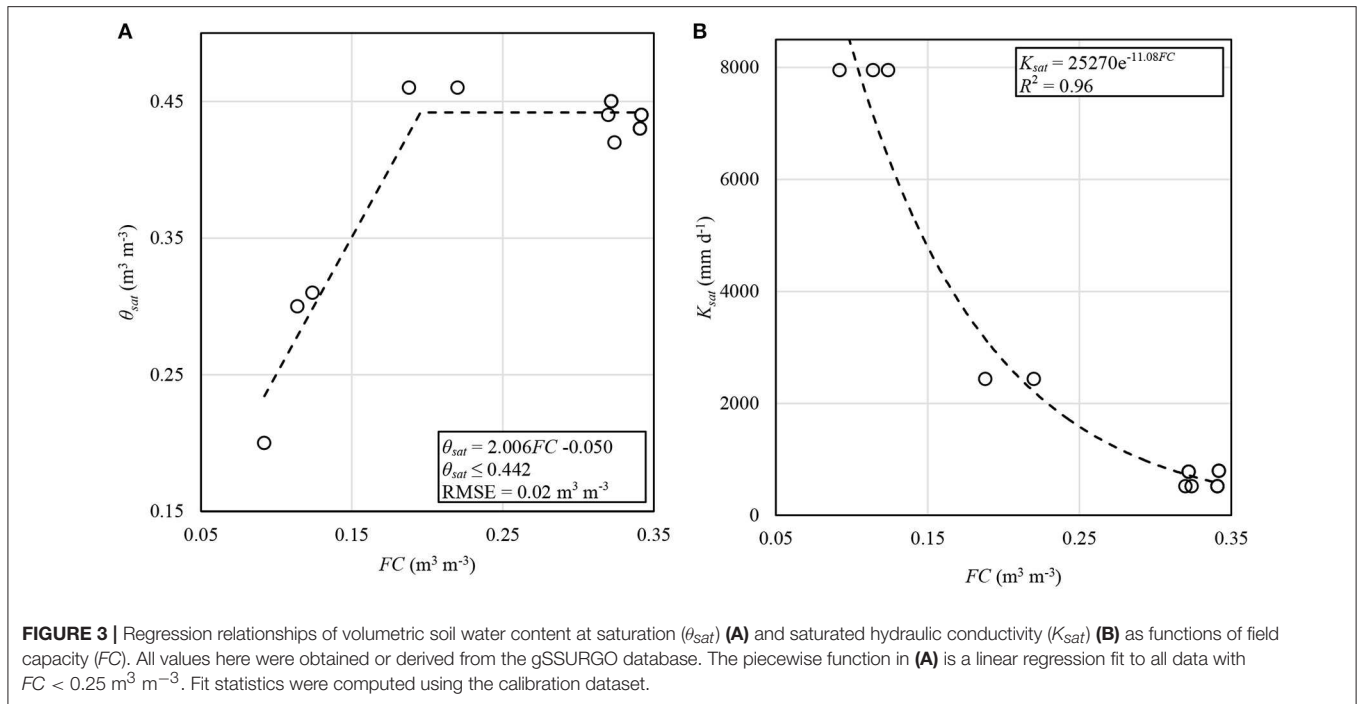 A
0.45
0.35
0.25
0.15
θsat (m³ m⁻³)
0.05 0.15 0.25 0.35
FC (m³ m⁻³)
θsat = 2.006FC -0.050
θsat ≤ 0.442
RMSE = 0.02 m³ m⁻³
B
8000
6000
4000
2000
0
Ksat (mm d⁻¹)
0.05 0.15 0.25 0.35
FC (m³ m⁻³)
Ksat = 25270e⁻¹¹·⁰⁸ᶠᶜ
R² = 0.96
FIGURE 3 | Regression relationships of volumetric soil water content at saturation (θsat) (A) and saturated hydraulic conductivity (Ksat) (B) as functions of field
capacity (FC). All values here were obtained or derived from the gSSURGO database. The piecewise function in (A) is a linear regression fit to all data with
FC < 0.25 m³ m⁻³. Fit statistics were computed using the calibration dataset.